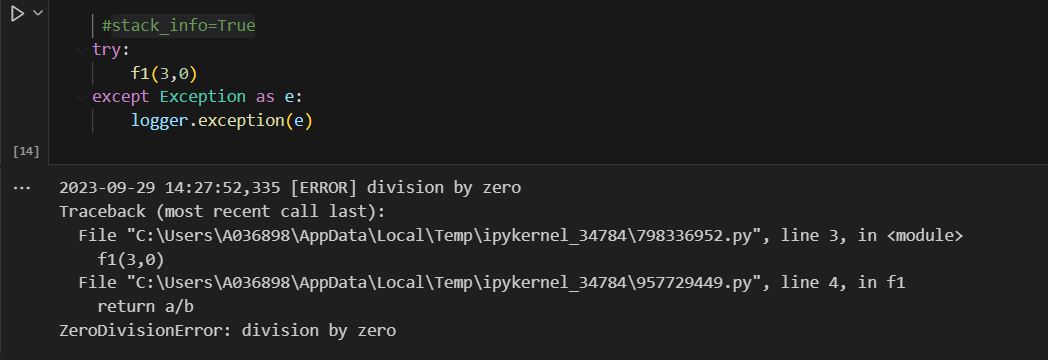 #stack_info=True
try:
    f1(3,0)
except Exception as e:
    logger.exception(e)
[14]
... 2023-09-29 14:27:52,335 [ERROR] division by zero
Traceback (most recent call last):
  File "C:\Users\A036898\AppData\Local\Temp\ipykernel_34784\798336952.py", line 3, in <module>
    f1(3,0)
  File "C:\Users\A036898\AppData\Local\Temp\ipykernel_34784\957729449.py", line 4, in f1
    return a/b
ZeroDivisionError: division by zero